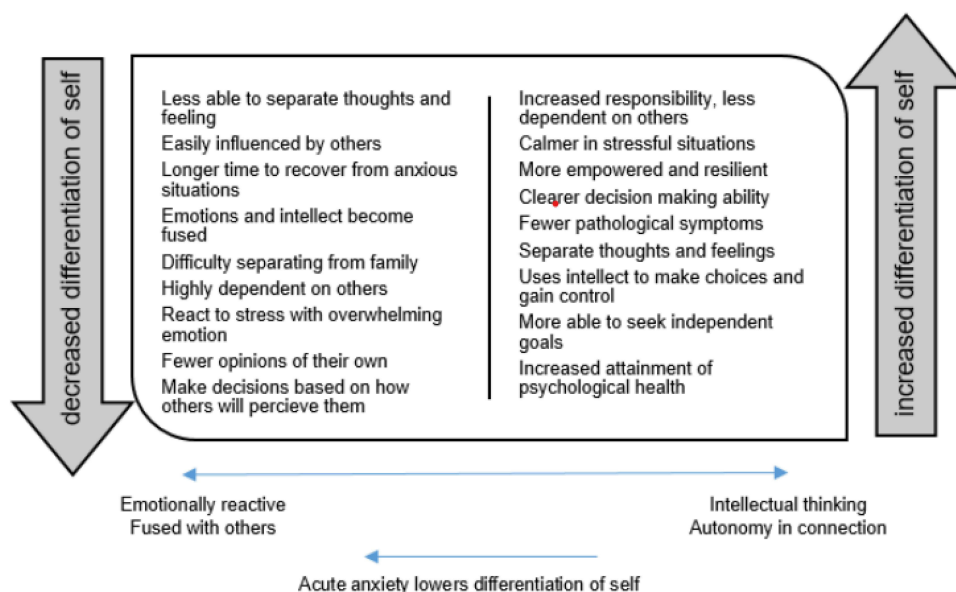 decreased differentiation of self
Less able to separate thoughts and
feeling
Easily influenced by others
Longer time to recover from anxious
situations
Emotions and intellect become
fused
Difficulty separating from family
Highly dependent on others
React to stress with overwhelming
emotion
Fewer opinions of their own
Make decisions based on how
others will percieve them
Increased responsibility, less
dependent on others
Calmer in stressful situations
More empowered and resilient
Clearer decision making ability
Fewer pathological symptoms
Separate thoughts and feelings
Uses intellect to make choices and
gain control
More able to seek independent
goals
Increased attainment of
psychological health
increased differentiation of self
Emotionally reactive
Fused with others
Intellectual thinking
Autonomy in connection
Acute anxiety lowers differentiation of self